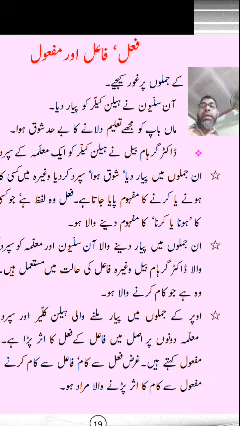 فعل، فاعل اور مفعول
کے جملوں پر غور کیجیے۔
آن سلیون نے ہیلن کیلر کو پیار دیا۔
ماں باپ کو مجھے تعلیم دلانے کا بے حد شوق ہوا۔
ڈاکٹر گرہام بیل نے ہیلن کیلر کو ایک معلمہ کے سپرد
ان جملوں میں پیار دیا، شوق ہوا، سپرد کردیا وغیرہ میں کسی کا
ہونے یا کرنے کا مفہوم پایا جاتا ہے۔ فعل وہ لفظ ہے جو کسی
کا ’ہونا یا کرنا‘ کا مفہوم دینے والا ہو۔
ان جملوں میں پیار دینے والا آن سلیون اور معلمہ کو سپرد
والا ڈاکٹر گرہام بیل وغیرہ فاعل کی حالت میں مستعمل ہیں۔
وہ ہے جو کام کرنے والا ہو۔
اوپر کے جملوں میں پیار ملنے والی ہیلن کیلر اور سپرد
معلمہ دونوں پر اصل میں فاعل کے فعل کا اثر پڑا ہے۔
مفعول کہتے ہیں۔ غرض فعل سے کام، فاعل سے کام کرنے
مفعول سے کام کا اثر پڑنے والا مراد ہو۔
19